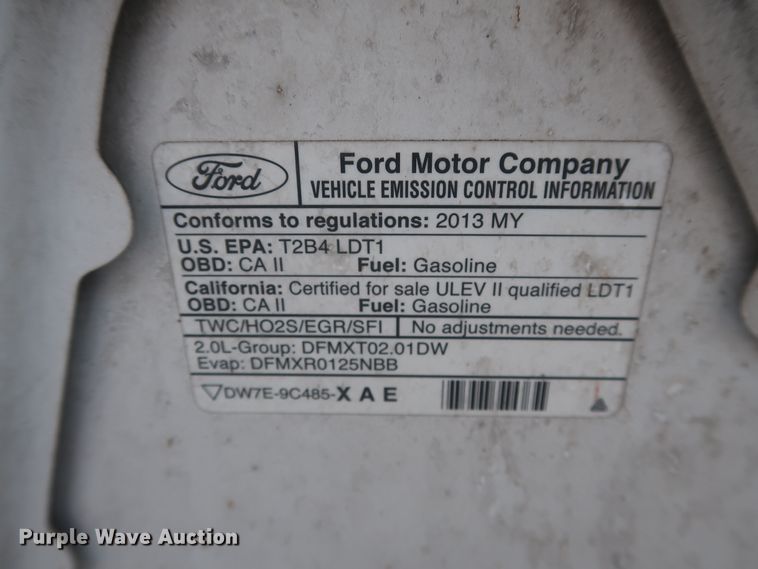 Ford
Ford Motor Company
VEHICLE EMISSION CONTROL INFORMATION
Conforms to regulations: 2013 MY
U.S. EPA: T2B4 LDT1
OBD: CA II Fuel: Gasoline
California: Certified for sale ULEV II qualified LDT1
OBD: CA II Fuel: Gasoline
TWC/HO2S/EGR/SFI No adjustments needed.
2.0L-Group: DFMXT02.01DW
Evap: DFMXR0125NBB
DW7E-9C485-X A E
Purple Wave Auction